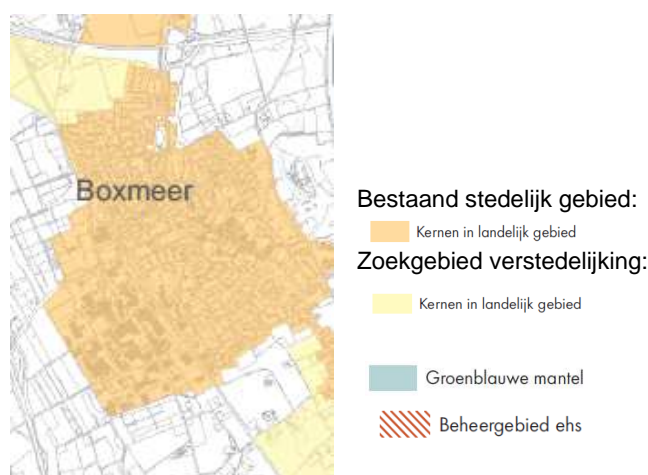 Boxmeer
Bestaand stedelijk gebied:
Kernen in landelijk gebied
Zoekgebied verstedelijking:
Kernen in landelijk gebied
Groenblauwe mantel
Beheergebied ehs